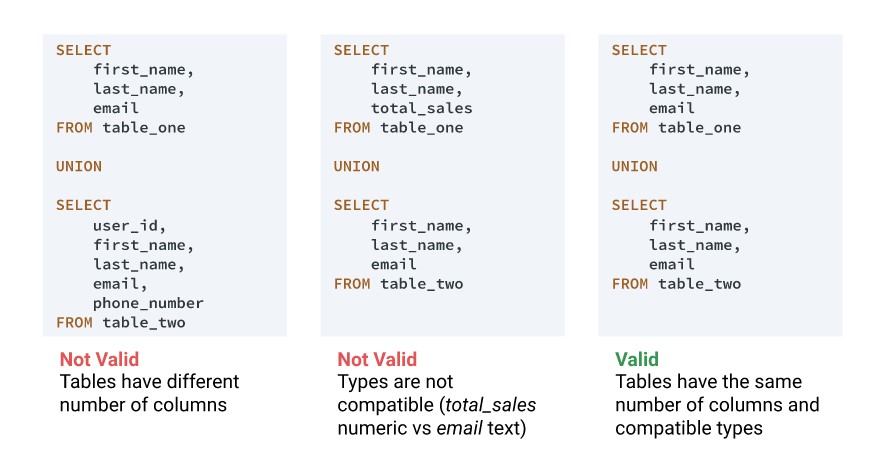 SELECT
first_name,
last_name,
email
FROM table_one
UNION
SELECT
user_id,
first_name,
last_name,
email,
phone_number
FROM table_two
Not Valid
Tables have different
number of columns
SELECT
first_name,
last_name,
total_sales
FROM table_one
UNION
SELECT
first_name,
last_name,
email
FROM table_two
Not Valid
Types are not
compatible (total_sales
numeric vs email text)
SELECT
first_name,
last_name,
email
FROM table_one
UNION
SELECT
first_name,
last_name,
email
FROM table_two
Valid
Tables have the same
number of columns and
compatible types